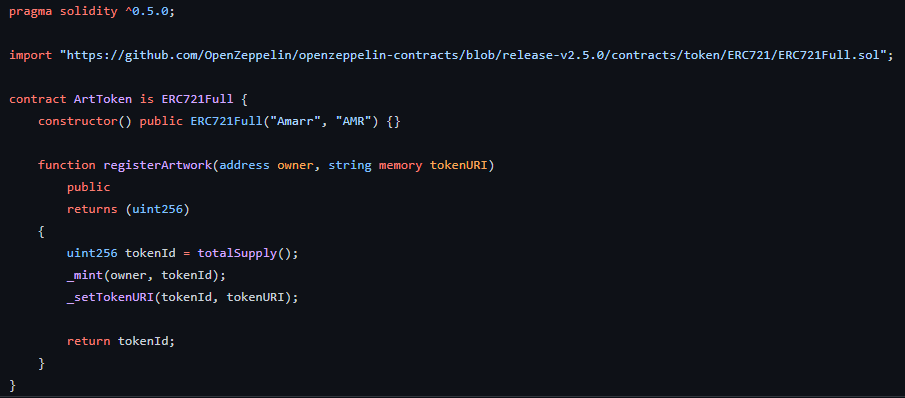 pragma solidity ^0.5.0;
import "https://github.com/OpenZeppelin/openzeppelin-contracts/blob/release-v2.5.0/contracts/token/ERC721/ERC721Full.sol";
contract ArtToken is ERC721Full {
    constructor() public ERC721Full("Amarr", "AMR") {}
    function registerArtwork(address owner, string memory tokenURI)
        public
        returns (uint256)
    {
        uint256 tokenId = totalSupply();
        _mint(owner, tokenId);
        _setTokenURI(tokenId, tokenURI);
        return tokenId;
    }
}